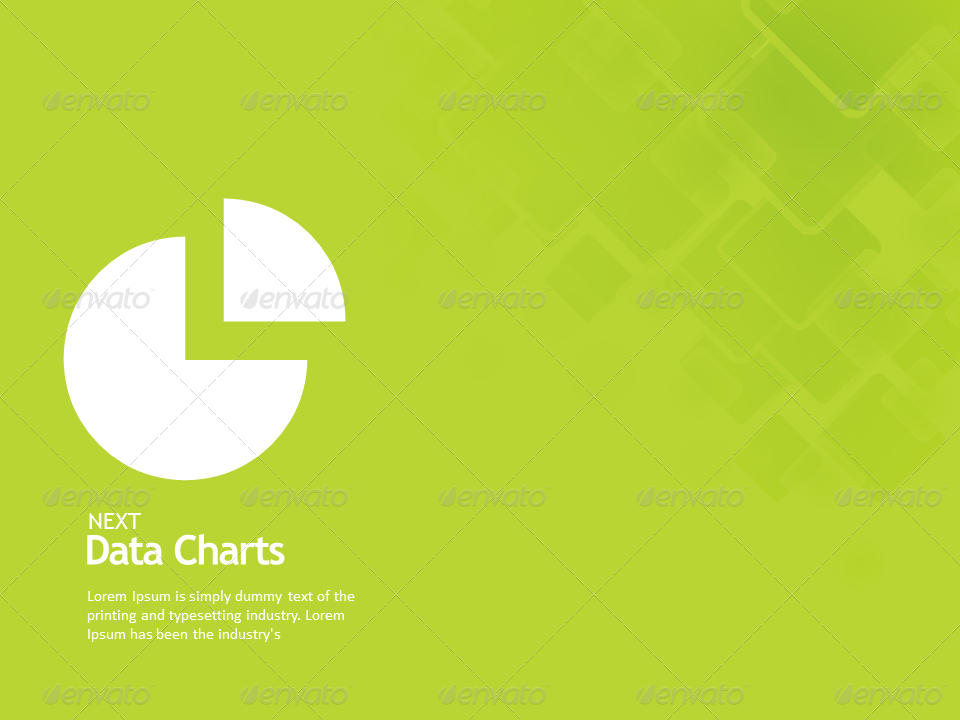 envato envato envato envato envato
envato envato envato envato envato
NEXT
Data Charts
Lorem Ipsum is simply dummy text of the
printing and typesetting industry. Lorem
Ipsum has been the industry's
envato envato envato envato envato
envato envato envato envato envato